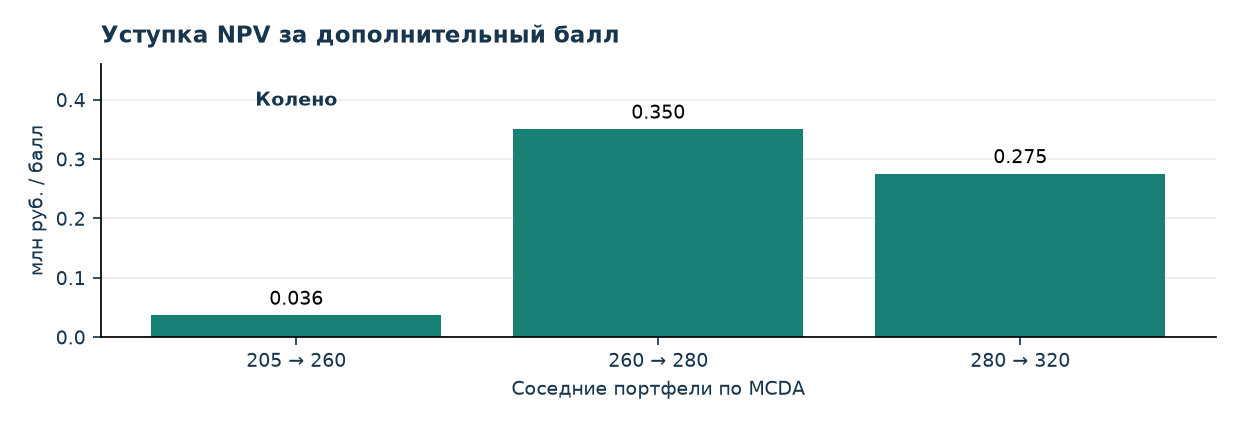 Уступка NPV за дополнительный балл
млн руб. / балл
0.4
0.3
0.2
0.1
0.0
Колено
0.036
0.350
0.275
205 → 260
260 → 280
280 → 320
Соседние портфели по MCDA